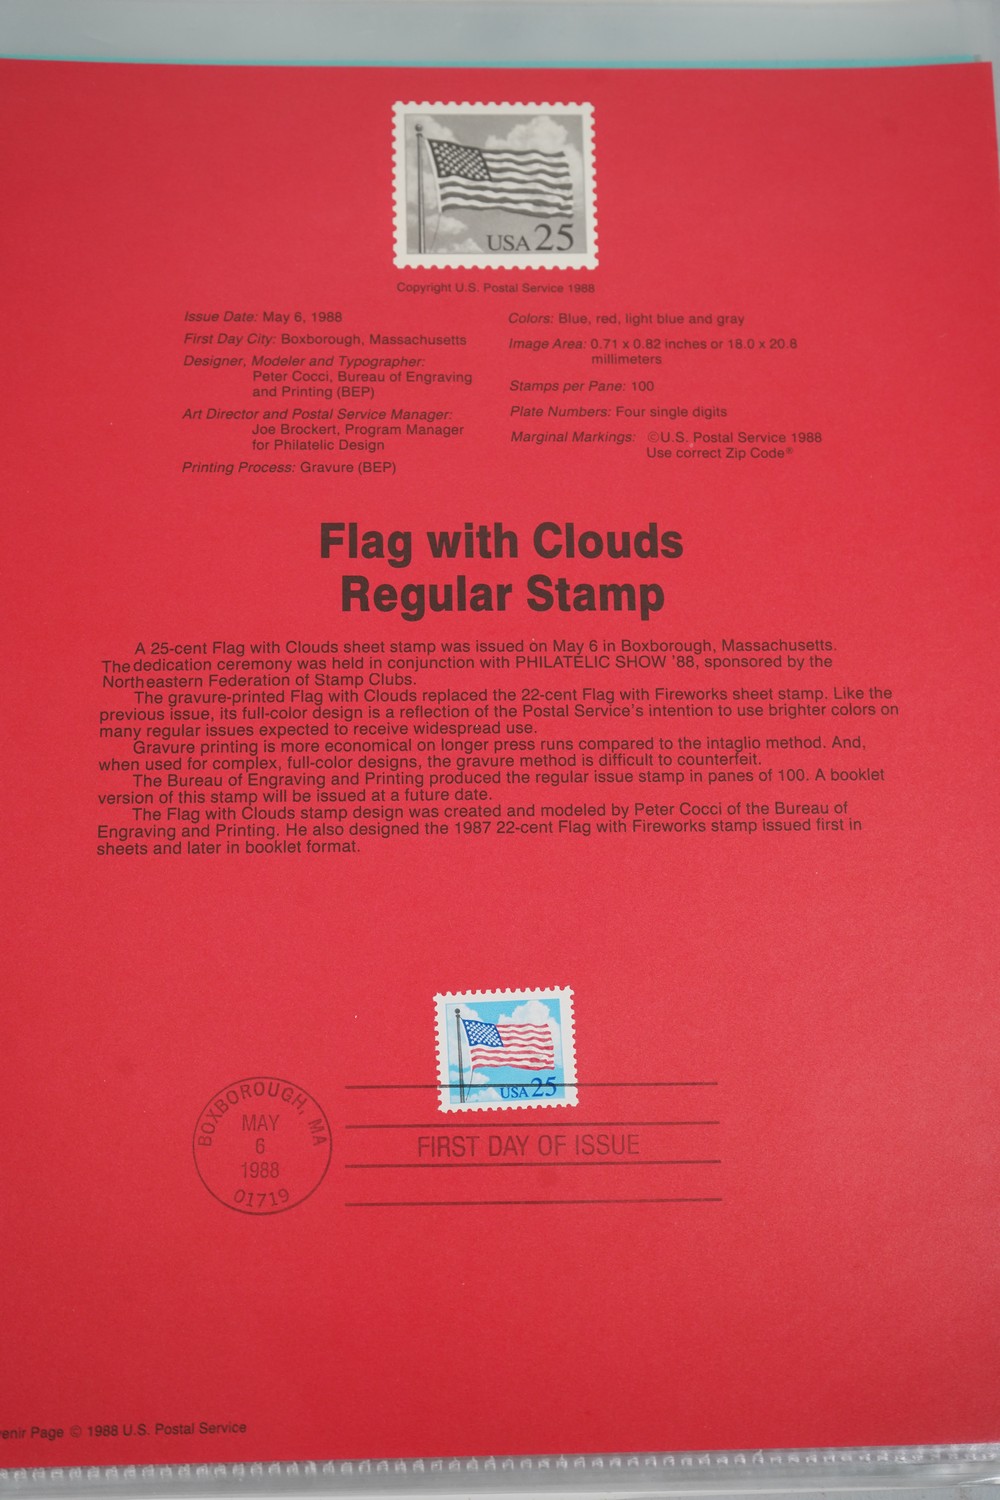 USA 25
Copyright U.S. Postal Service 1988
Issue Date: May 6, 1988
First Day City: Boxborough, Massachusetts
Designer, Modeler and Typographer:
Peter Cocci, Bureau of Engraving
and Printing (BEP)
Art Director and Postal Service Manager:
Joe Brockert, Program Manager
for Philatelic Design
Printing Process: Gravure (BEP)
Colors: Blue, red, light blue and gray
Image Area: 0.71 x 0.82 inches or 18.0 x 20.8
millimeters
Stamps per Pane: 100
Plate Numbers: Four single digits
Marginal Markings: ©U.S. Postal Service 1988
Use correct Zip Code®
Flag with Clouds
Regular Stamp
A 25-cent Flag with Clouds sheet stamp was issued on May 6 in Boxborough, Massachusetts.
The dedication ceremony was held in conjunction with PHILATELIC SHOW '88, sponsored by the
Northeastern Federation of Stamp Clubs.
The gravure-printed Flag with Clouds replaced the 22-cent Flag with Fireworks sheet stamp. Like the
previous issue, its full-color design is a reflection of the Postal Service's intention to use brighter colors on
many regular issues expected to receive widespread use.
Gravure printing is more economical on longer press runs compared to the intaglio method. And,
when used for complex, full-color designs, the gravure method is difficult to counterfeit.
The Bureau of Engraving and Printing produced the regular issue stamp in panes of 100. A booklet
version of this stamp will be issued at a future date.
The Flag with Clouds stamp design was created and modeled by Peter Cocci of the Bureau of
Engraving and Printing. He also designed the 1987 22-cent Flag with Fireworks stamp issued first in
sheets and later in booklet format.
USA 25
BOXBOROUGH, MA
MAY
6
1988
01719
FIRST DAY OF ISSUE
enir Page © 1988 U.S. Postal Service